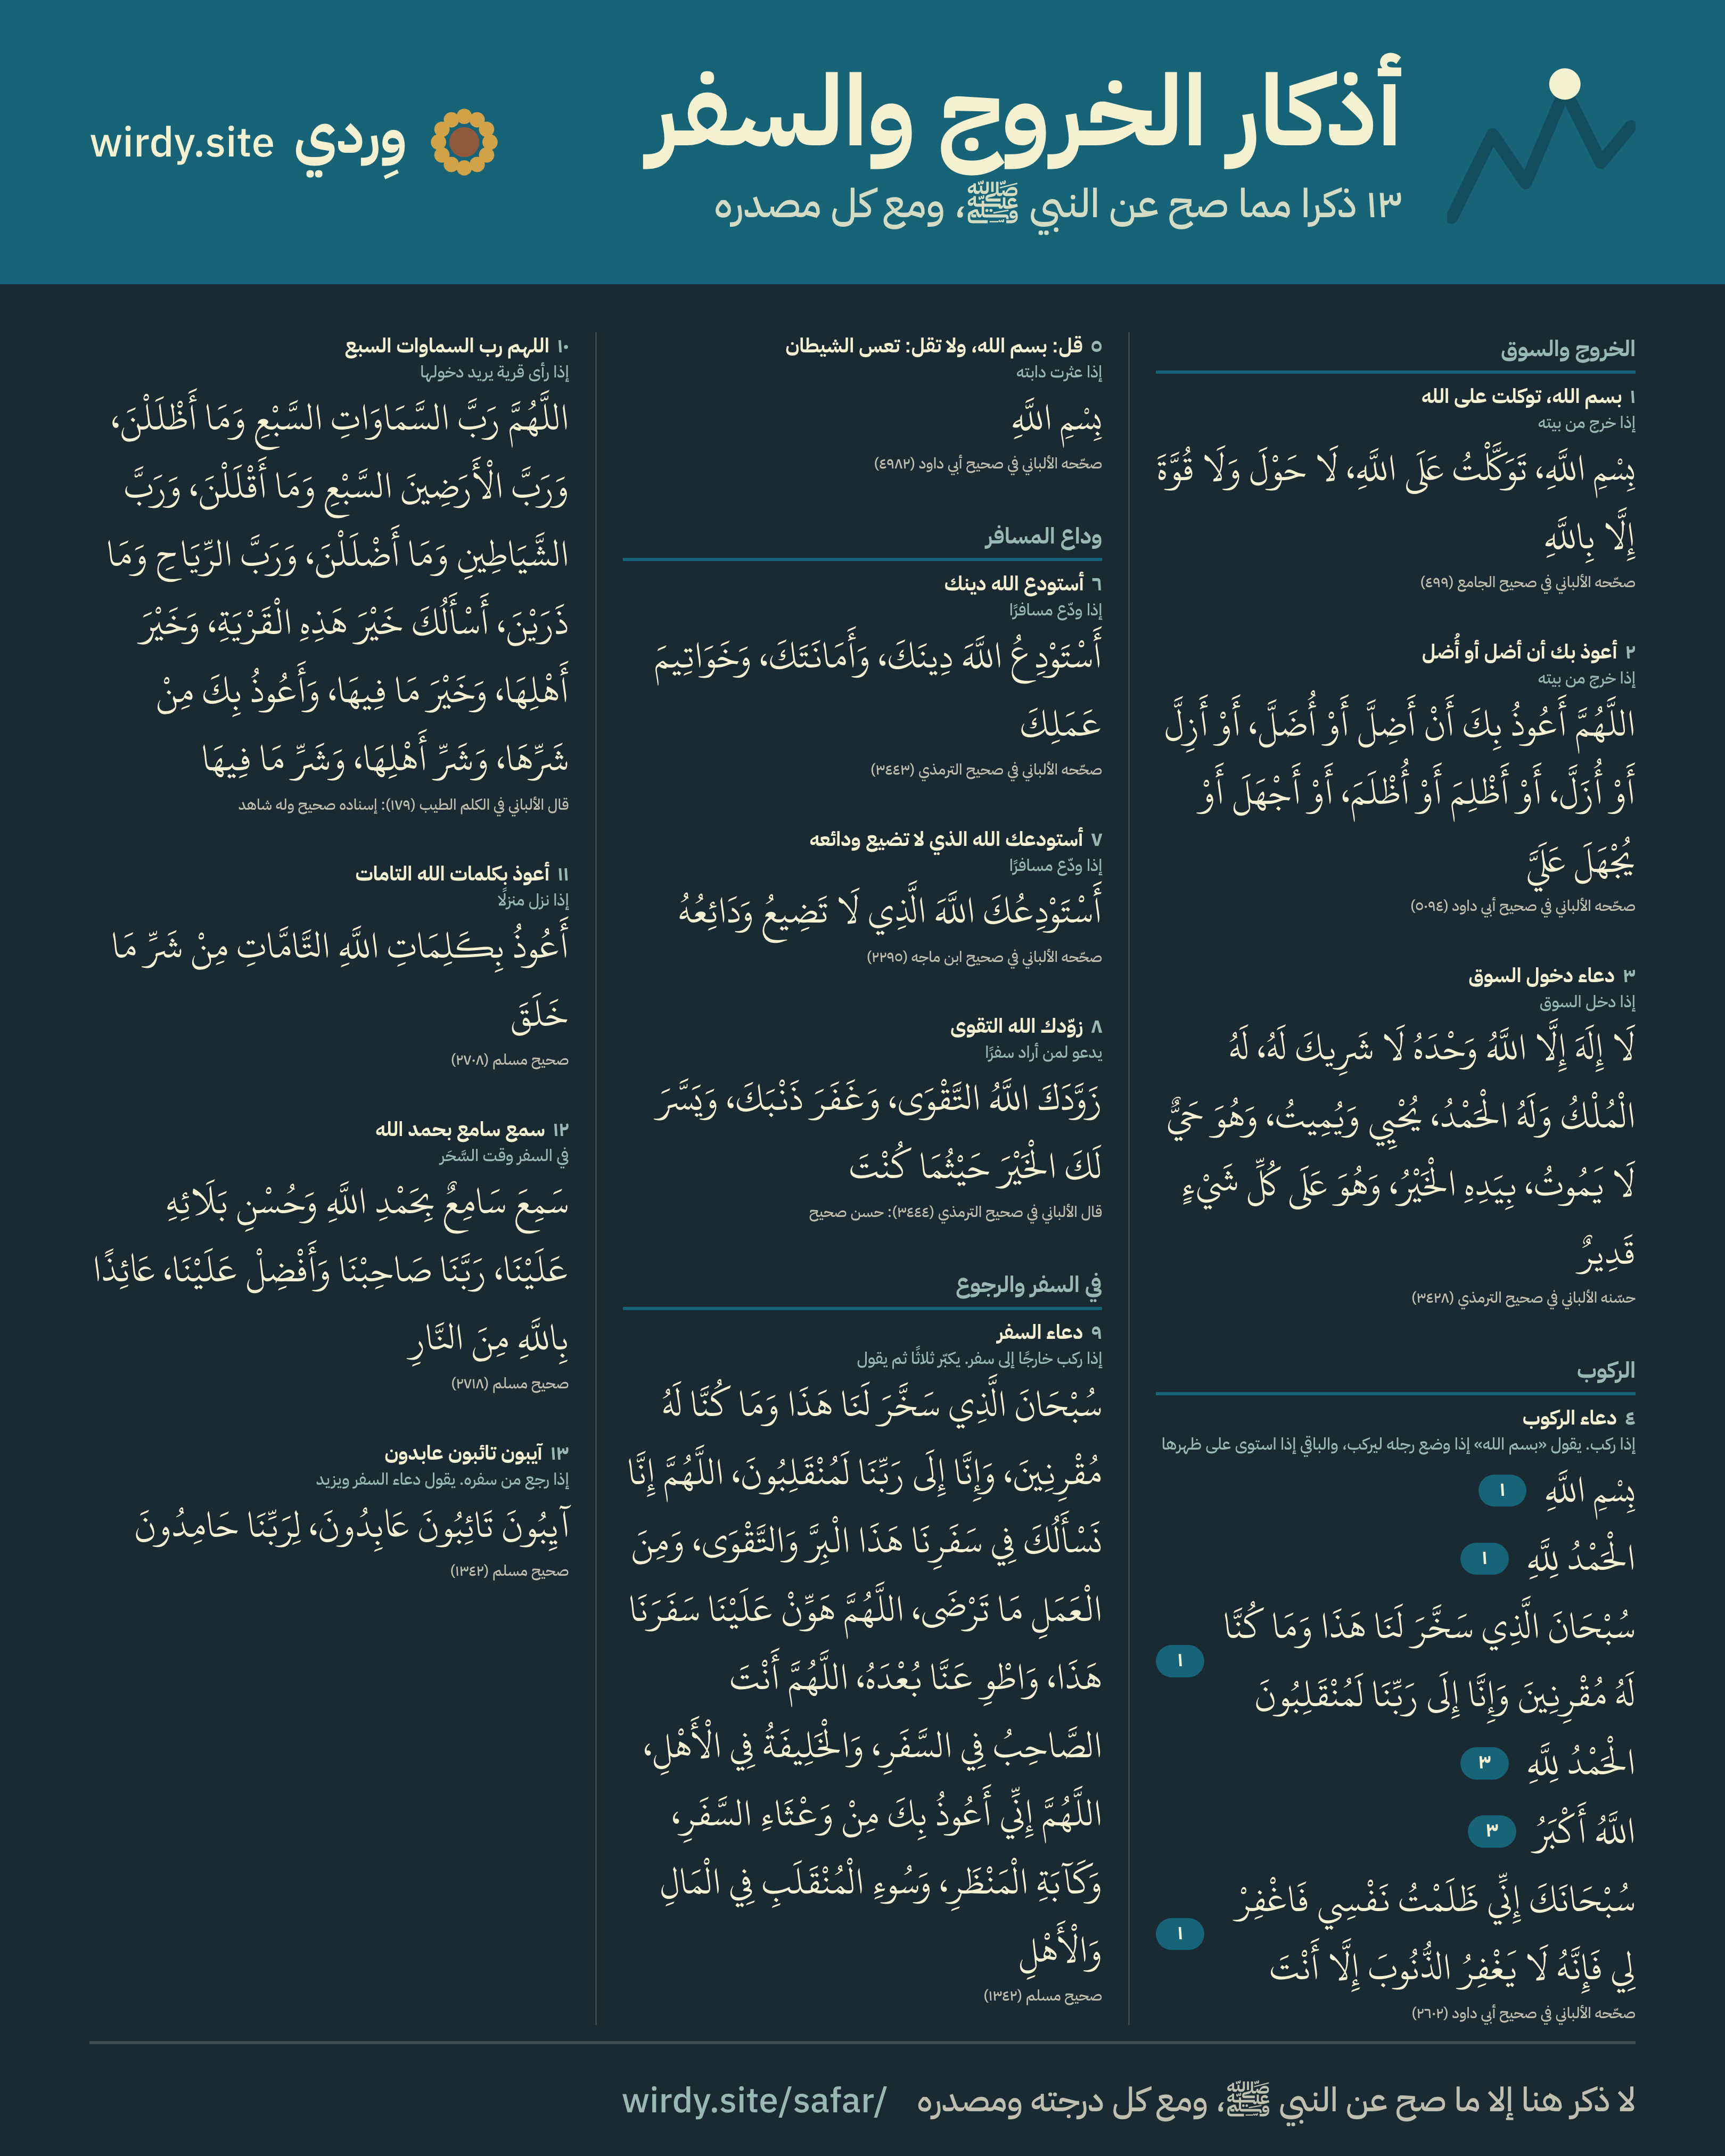 أذكار الخروج والسفر
١٣ ذكرا مما صح عن النبي ﷺ، ومع كل مصدره
وِردي wirdy.site
الخروج والسوق
١ بسم الله، توكلت على الله
إذا خرج من بيته
بِسْمِ اللَّهِ، تَوَكَّلْتُ عَلَى اللَّهِ، لَا حَوْلَ وَلَا قُوَّةَ
إِلَّا بِاللَّهِ
صحّحه الألباني في صحيح الجامع (٤٩٩)
٢ أعوذ بك أن أضل أو أُضل
إذا خرج من بيته
اللَّهُمَّ أَعُوذُ بِكَ أَنْ أَضِلَّ أَوْ أُضَلَّ، أَوْ أَزِلَّ
أَوْ أُزَلَّ، أَوْ أَظْلِمَ أَوْ أُظْلَمَ، أَوْ أَجْهَلَ أَوْ
يُجْهَلَ عَلَيَّ
صحّحه الألباني في صحيح أبي داود (٥٠٩٤)
٣ دعاء دخول السوق
إذا دخل السوق
لَا إِلَهَ إِلَّا اللَّهُ وَحْدَهُ لَا شَرِيكَ لَهُ، لَهُ
الْمُلْكُ وَلَهُ الْحَمْدُ، يُحْيِي وَيُمِيتُ، وَهُوَ حَيٌّ
لَا يَمُوتُ، بِيَدِهِ الْخَيْرُ، وَهُوَ عَلَى كُلِّ شَيْءٍ
قَدِيرٌ
حسّنه الألباني في صحيح الترمذي (٣٤٢٨)
الركوب
٤ دعاء الركوب
إذا ركب. يقول «بسم الله» إذا وضع رجله ليركب، والباقي إذا استوى على ظهرها
بِسْمِ اللَّهِ ١
الْحَمْدُ لِلَّهِ ١
سُبْحَانَ الَّذِي سَخَّرَ لَنَا هَذَا وَمَا كُنَّا
لَهُ مُقْرِنِينَ وَإِنَّا إِلَى رَبِّنَا لَمُنْقَلِبُونَ ١
الْحَمْدُ لِلَّهِ ٣
اللَّهُ أَكْبَرُ ٣
سُبْحَانَكَ إِنِّي ظَلَمْتُ نَفْسِي فَاغْفِرْ
لِي فَإِنَّهُ لَا يَغْفِرُ الذُّنُوبَ إِلَّا أَنْتَ ١
صحّحه الألباني في صحيح أبي داود (٢٦٠٢)
٥ قل: بسم الله، ولا تقل: تعس الشيطان
إذا عثرت دابته
بِسْمِ اللَّهِ
صحّحه الألباني في صحيح أبي داود (٤٩٨٢)
وداع المسافر
٦ أستودع الله دينك
إذا ودّع مسافرًا
أَسْتَوْدِعُ اللَّهَ دِينَكَ، وَأَمَانَتَكَ، وَخَوَاتِيمَ
عَمَلِكَ
صحّحه الألباني في صحيح الترمذي (٣٤٤٣)
٧ أستودعك الله الذي لا تضيع ودائعه
إذا ودّع مسافرًا
أَسْتَوْدِعُكَ اللَّهَ الَّذِي لَا تَضِيعُ وَدَائِعُهُ
صحّحه الألباني في صحيح ابن ماجه (٢٢٩٥)
٨ زوّدك الله التقوى
يدعو لمن أراد سفرًا
زَوَّدَكَ اللَّهُ التَّقْوَى، وَغَفَرَ ذَنْبَكَ، وَيَسَّرَ
لَكَ الْخَيْرَ حَيْثُمَا كُنْتَ
قال الألباني في صحيح الترمذي (٣٤٤٤): حسن صحيح
في السفر والرجوع
٩ دعاء السفر
إذا ركب خارجًا إلى سفر. يكبّر ثلاثًا ثم يقول
سُبْحَانَ الَّذِي سَخَّرَ لَنَا هَذَا وَمَا كُنَّا لَهُ
مُقْرِنِينَ، وَإِنَّا إِلَى رَبِّنَا لَمُنْقَلِبُونَ، اللَّهُمَّ إِنَّا
نَسْأَلُكَ فِي سَفَرِنَا هَذَا الْبِرَّ وَالتَّقْوَى، وَمِنَ
الْعَمَلِ مَا تَرْضَى، اللَّهُمَّ هَوِّنْ عَلَيْنَا سَفَرَنَا
هَذَا، وَاطْوِ عَنَّا بُعْدَهُ، اللَّهُمَّ أَنْتَ
الصَّاحِبُ فِي السَّفَرِ، وَالْخَلِيفَةُ فِي الْأَهْلِ،
اللَّهُمَّ إِنِّي أَعُوذُ بِكَ مِنْ وَعْثَاءِ السَّفَرِ،
وَكَآبَةِ الْمَنْظَرِ، وَسُوءِ الْمُنْقَلَبِ فِي الْمَالِ
وَالْأَهْلِ
صحيح مسلم (١٣٤٢)
١٠ اللهم رب السماوات السبع
إذا رأى قرية يريد دخولها
اللَّهُمَّ رَبَّ السَّمَاوَاتِ السَّبْعِ وَمَا أَظْلَلْنَ،
وَرَبَّ الْأَرَضِينَ السَّبْعِ وَمَا أَقْلَلْنَ، وَرَبَّ
الشَّيَاطِينِ وَمَا أَضْلَلْنَ، وَرَبَّ الرِّيَاحِ وَمَا
ذَرَيْنَ، أَسْأَلُكَ خَيْرَ هَذِهِ الْقَرْيَةِ، وَخَيْرَ
أَهْلِهَا، وَخَيْرَ مَا فِيهَا، وَأَعُوذُ بِكَ مِنْ
شَرِّهَا، وَشَرِّ أَهْلِهَا، وَشَرِّ مَا فِيهَا
قال الألباني في الكلم الطيب (١٧٩): إسناده صحيح وله شاهد
١١ أعوذ بكلمات الله التامات
إذا نزل منزلًا
أَعُوذُ بِكَلِمَاتِ اللَّهِ التَّامَّاتِ مِنْ شَرِّ مَا
خَلَقَ
صحيح مسلم (٢٧٠٨)
١٢ سمع سامع بحمد الله
في السفر وقت السَّحَر
سَمِعَ سَامِعٌ بِحَمْدِ اللَّهِ وَحُسْنِ بَلَائِهِ
عَلَيْنَا، رَبَّنَا صَاحِبْنَا وَأَفْضِلْ عَلَيْنَا، عَائِذًا
بِاللَّهِ مِنَ النَّارِ
صحيح مسلم (٢٧١٨)
١٣ آيبون تائبون عابدون
إذا رجع من سفره. يقول دعاء السفر ويزيد
آيِبُونَ تَائِبُونَ عَابِدُونَ، لِرَبِّنَا حَامِدُونَ
صحيح مسلم (١٣٤٢)
لا ذكر هنا إلا ما صح عن النبي ﷺ، ومع كل درجته ومصدره wirdy.site/safar/